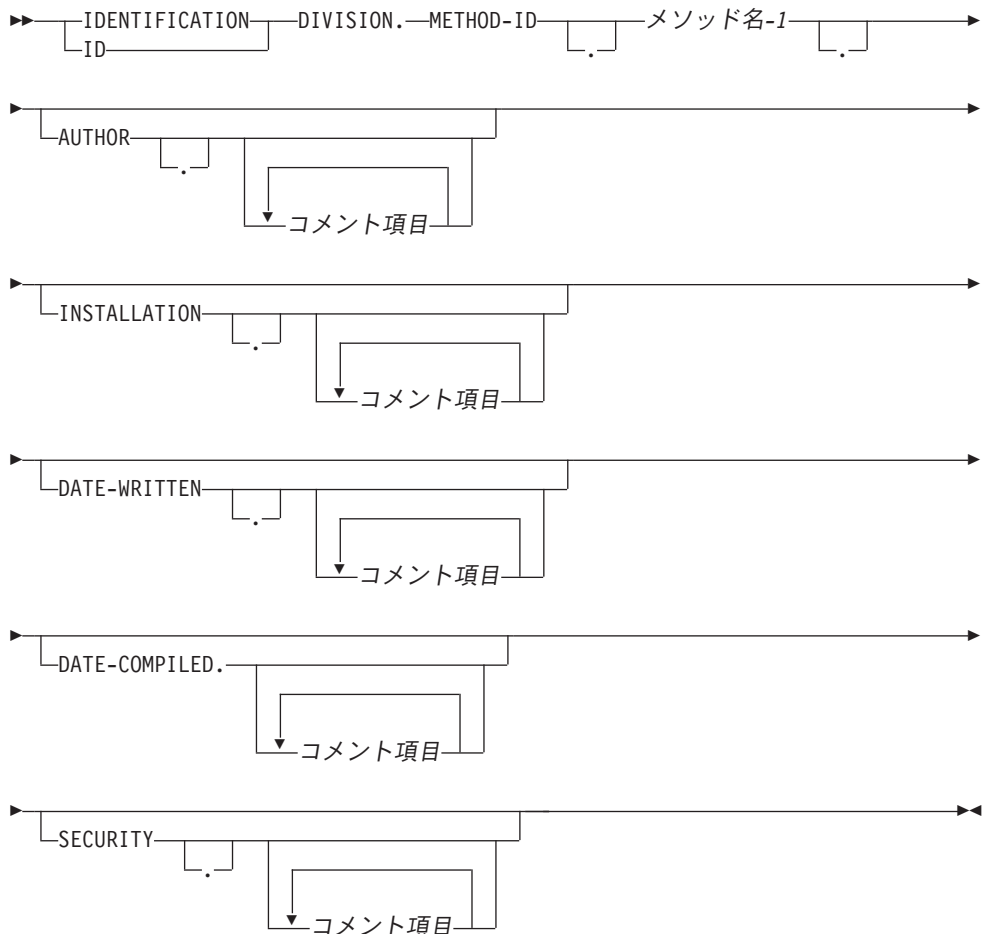 IDENTIFICATION DIVISION. METHOD-ID . メソッド名-1 .
ID
AUTHOR .
コメント項目
INSTALLATION .
コメント項目
DATE-WRITTEN .
コメント項目
DATE-COMPILED.
コメント項目
SECURITY .
コメント項目